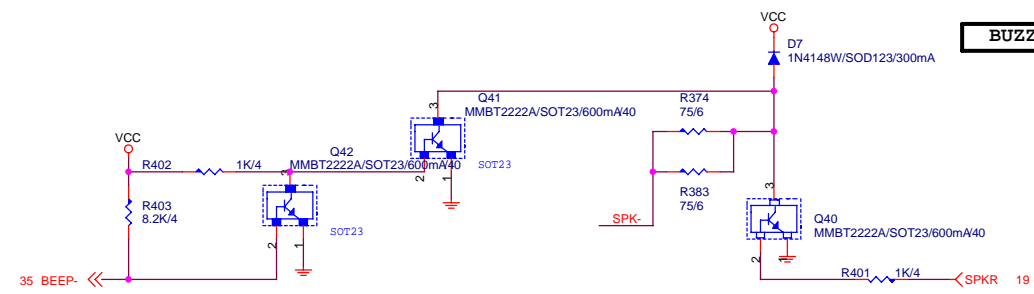 VCC
BUZZ
D7
1N4148W/SOD123/300mA
Q41
MMBT2222A/SOT23/600mA/40
3
2
1
SOT23
R374
75/6
R383
75/6
SPK-
VCC
R402
1K/4
Q42
MMBT2222A/SOT23/600mA/40
3
2
1
SOT23
R403
8.2K/4
35 BEEP-
3
2
1
Q40
MMBT2222A/SOT23/600mA/40
R401
1K/4
SPKR 19